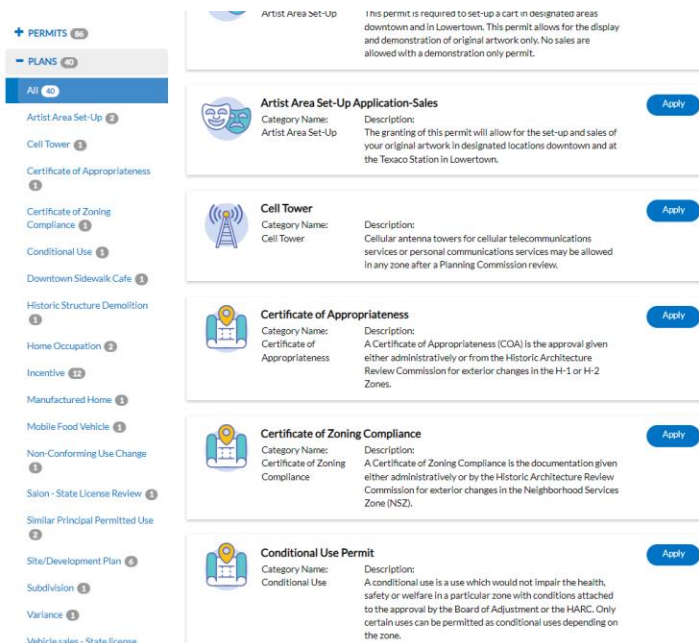 PERMITS 86
PLANS 40
All 40
Artist Area Set-Up 2
Cell Tower 1
Certificate of Appropriateness
1
Certificate of Zoning
Compliance 1
Conditional Use 1
Downtown Sidewalk Cafe 1
Historic Structure Demolition
1
Home Occupation 2
Incentive 12
Manufactured Home 1
Mobile Food Vehicle 1
Non-Conforming Use Change
1
Salon - State License Review 1
Similar Principal Permitted Use
2
Site/Development Plan 6
Subdivision 1
Variance 1
Vehicle sales - State license
Artist Area Set-Up
This permit is required to set-up a cart in designated areas
downtown and in Lowertown. This permit allows for the display
and demonstration of original artwork only. No sales are
allowed with a demonstration only permit.
Artist Area Set-Up Application-Sales
Apply
Category Name:
Artist Area Set-Up
Description:
The granting of this permit will allow for the set-up and sales of
your original artwork in designated locations downtown and at
the Texaco Station in Lowertown.
Cell Tower
Apply
Category Name:
Cell Tower
Description:
Cellular antenna towers for cellular telecommunications
services or personal communications services may be allowed
in any zone after a Planning Commission review.
Certificate of Appropriateness
Apply
Category Name:
Certificate of
Appropriateness
Description:
A Certificate of Appropriateness (COA) is the approval given
either administratively or from the Historic Architecture
Review Commission for exterior changes in the H-1 or H-2
Zones.
Certificate of Zoning Compliance
Apply
Category Name:
Certificate of Zoning
Compliance
Description:
A Certificate of Zoning Compliance is the documentation given
either administratively or by the Historic Architecture Review
Commission for exterior changes in the Neighborhood Services
Zone (NSZ).
Conditional Use Permit
Apply
Category Name:
Conditional Use
Description:
A conditional use is a use which would not impair the health,
safety or welfare in a particular zone with conditions attached
to the approval by the Board of Adjustment or the HARC. Only
certain uses can be permitted as conditional uses depending on
the zone.